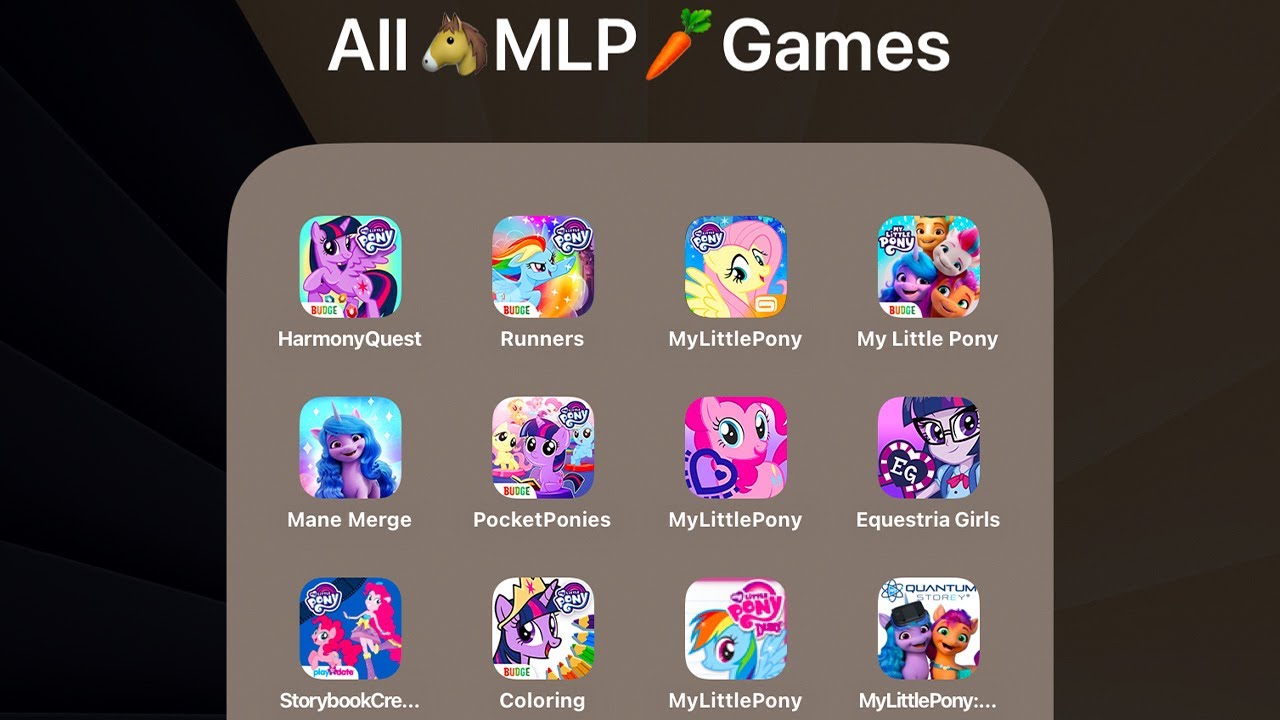 All🐴MLP🥕Games
MY LITTLE PONY
BUDGE
HarmonyQuest
MY LITTLE PONY
BUDGE
Runners
MY LITTLE PONY
MyLittlePony
MY LITTLE PONY
BUDGE
My Little Pony
Mane Merge
MY LITTLE PONY
BUDGE
PocketPonies
MyLittlePony
EG
Equestria Girls
MY LITTLE PONY
playdate
StorybookCre...
MY LITTLE PONY
BUDGE
Coloring
MY LITTLE PONY
Diary
MyLittlePony
QUANTUM
STOREY®
MyLittlePony:...